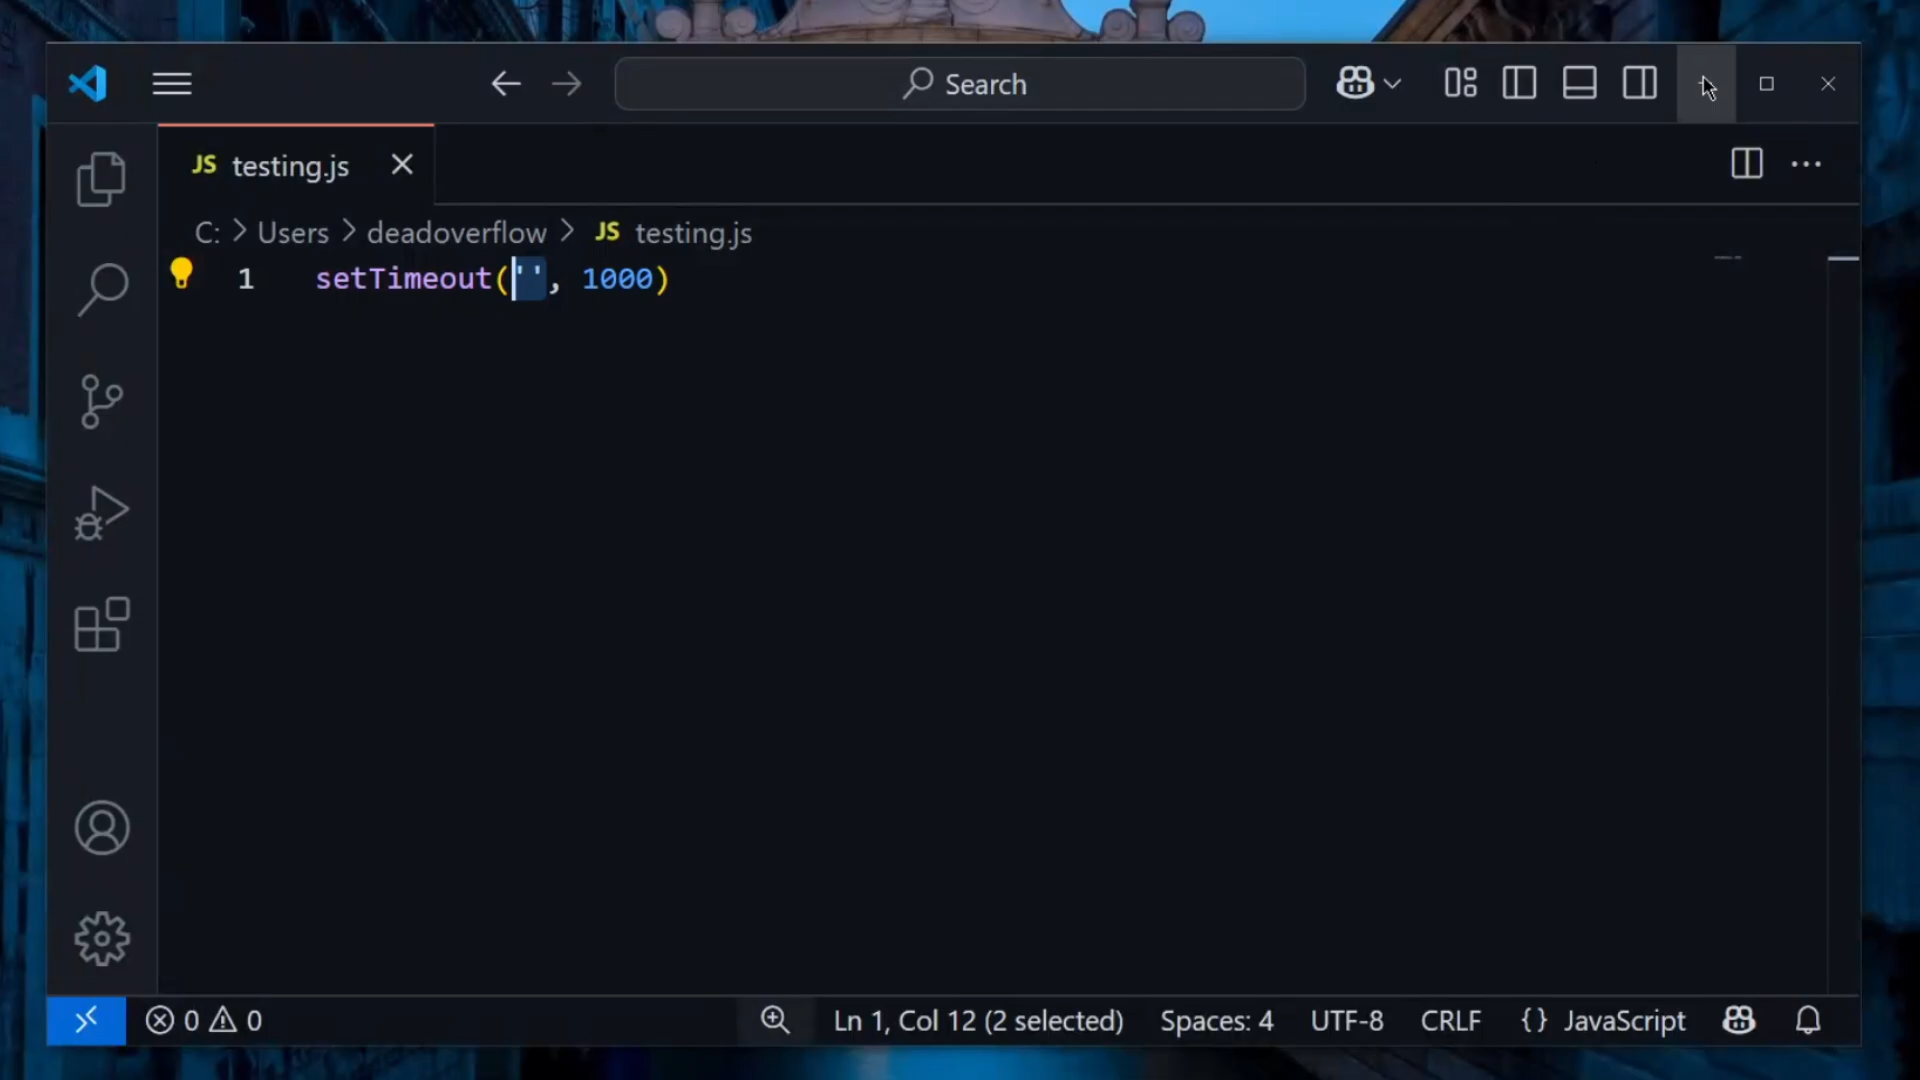 Search
JS testing.js
C: > Users > deadoverflow > JS testing.js
1 setTimeout('', 1000)
0 0
Ln 1, Col 12 (2 selected)
Spaces: 4
UTF-8
CRLF
{} JavaScript